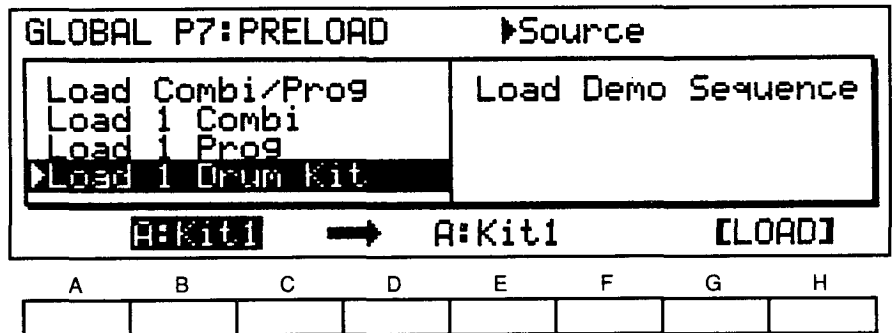 GLOBAL P7:PRELOAD ▶Source
Load Combi/Prog
Load 1 Combi
Load 1 Prog
▶Load 1 Drum Kit
Load Demo Sequence
A:Kit1 → A:Kit1 [LOAD]
A B C D E F G H